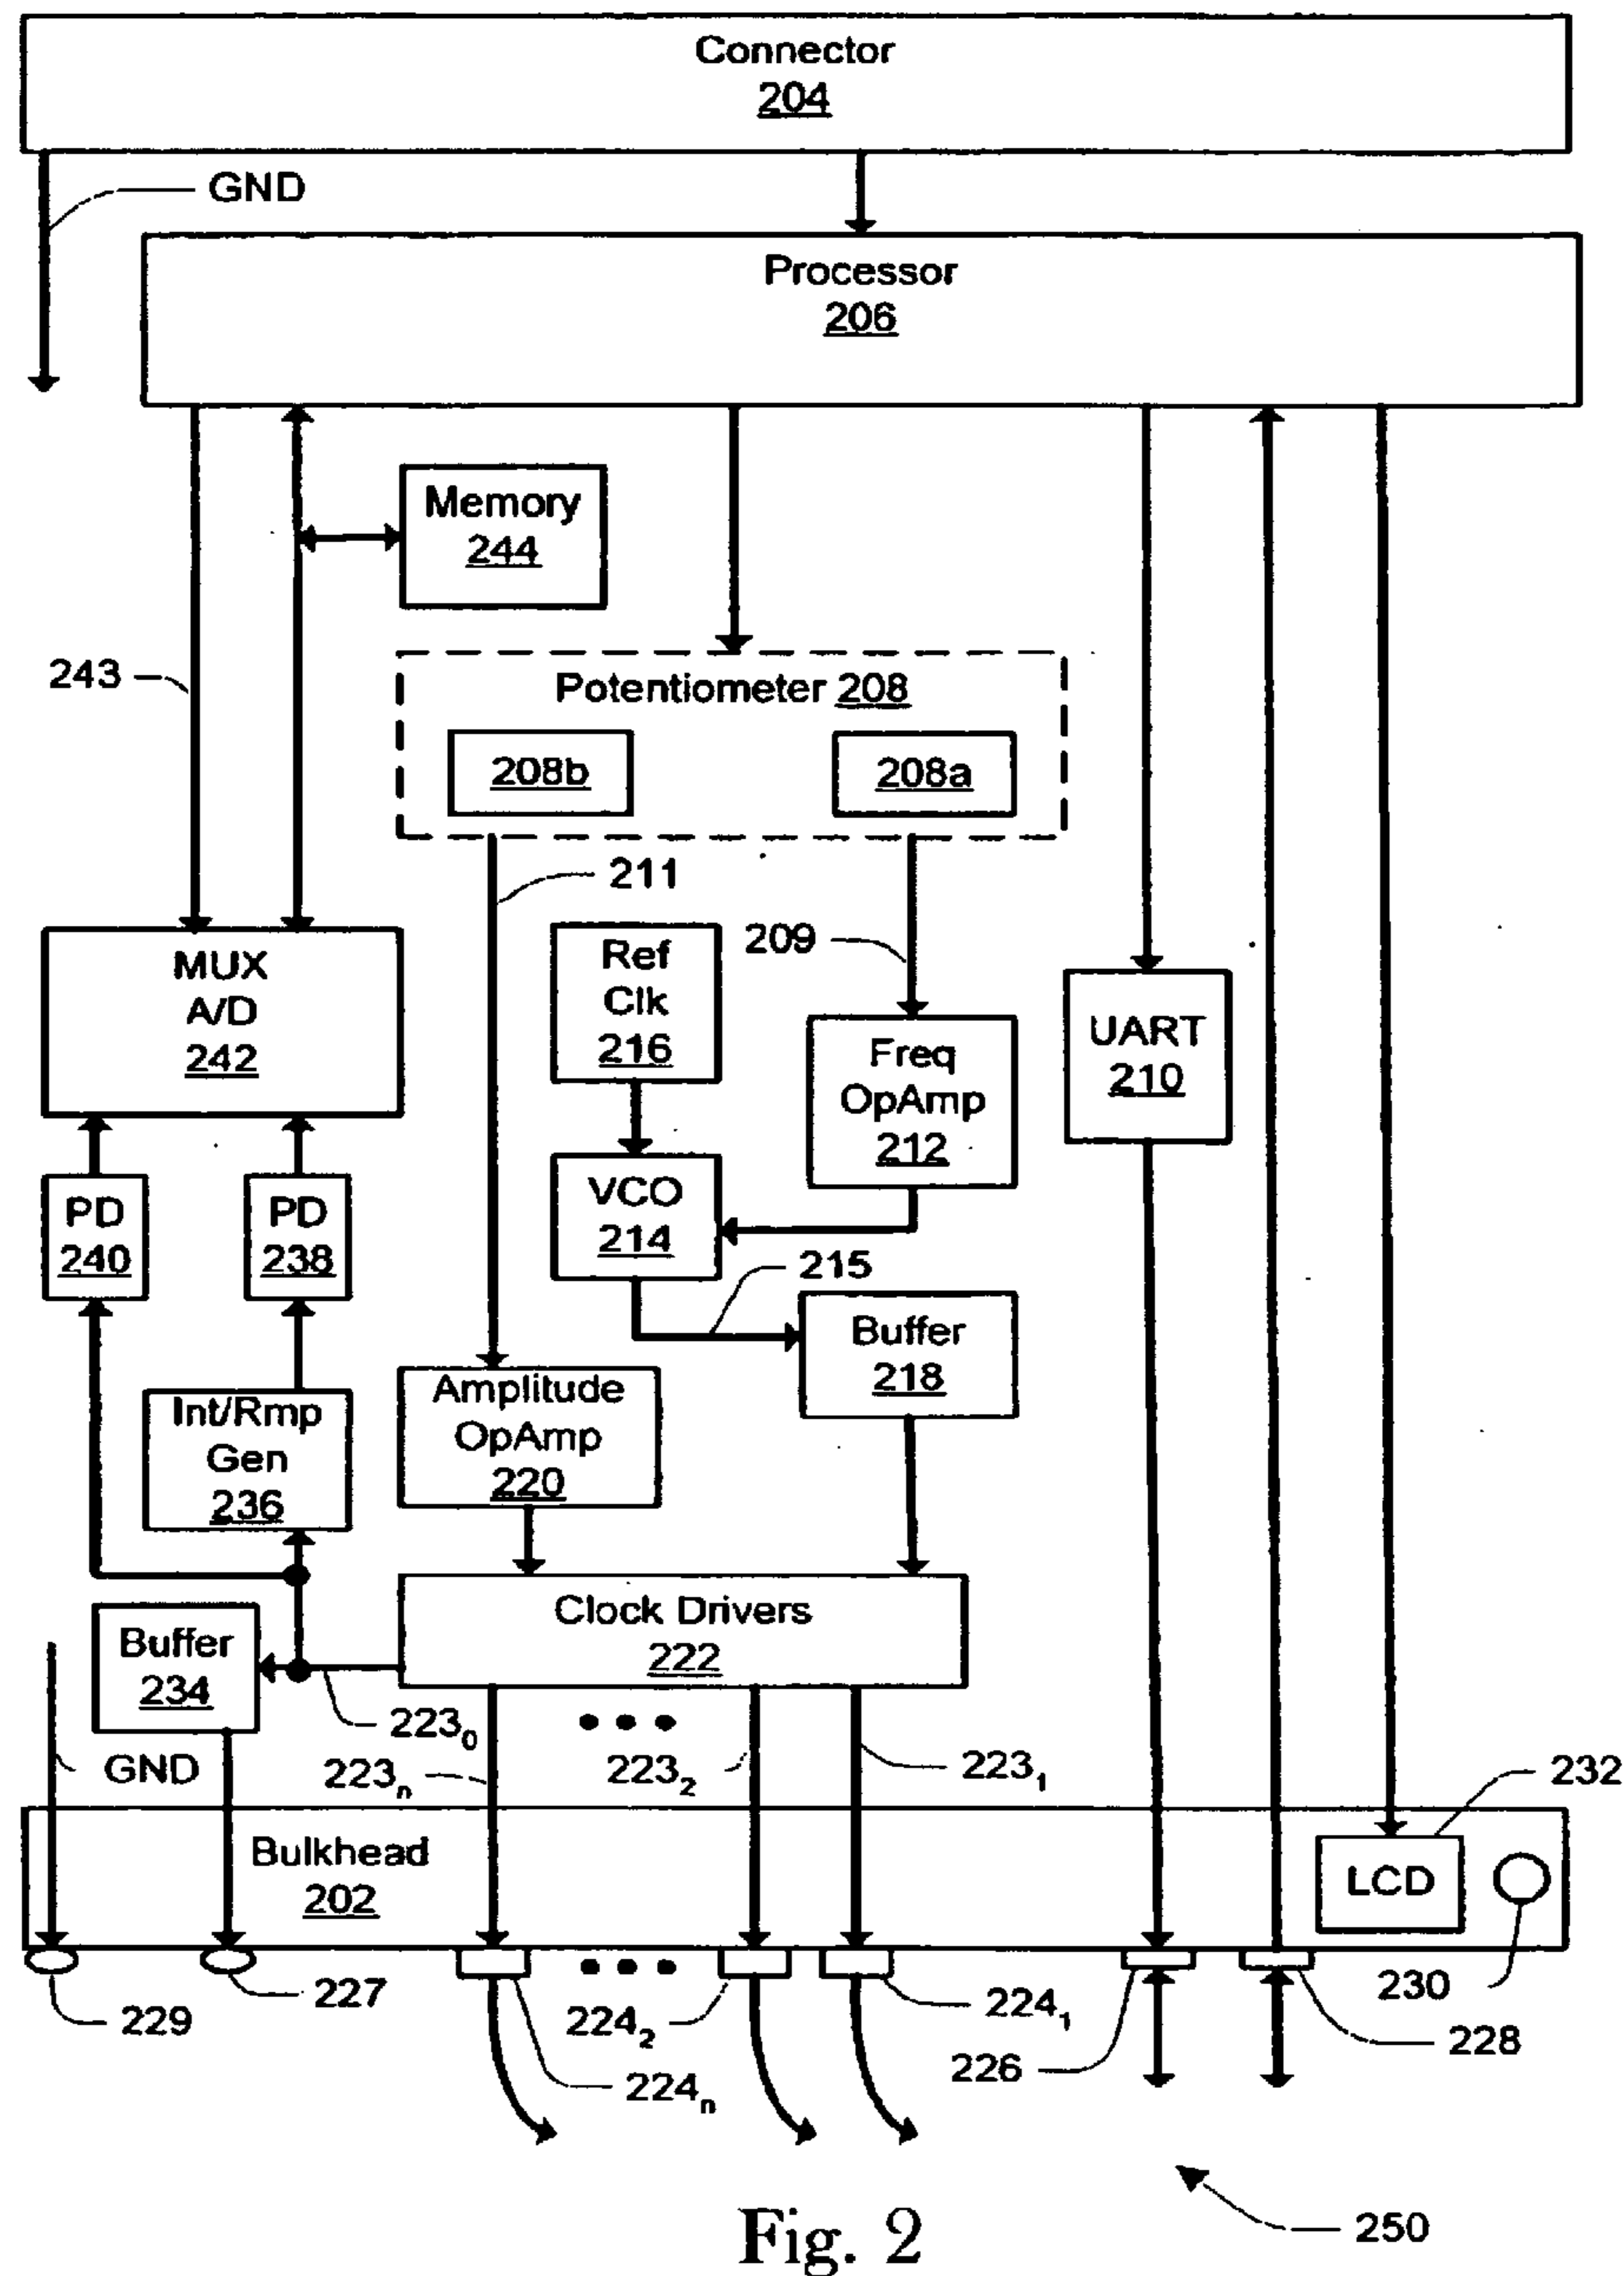 Connector
204
GND
Processor
206
Memory
244
243
Potentiometer 208
208b
208a
211
209
Ref
Clk
216
MUX
A/D
242
Freq
OpAmp
212
UART
210
PD
240
PD
238
VCO
214
215
Buffer
218
Int/Rmp
Gen
236
Amplitude
OpAmp
220
Clock Drivers
222
Buffer
234
223₀
GND
223ₙ
223₂
223₁
232
Bulkhead
202
LCD
229
227
224₂
224ₙ
224₁
226
228
230
250
Fig. 2